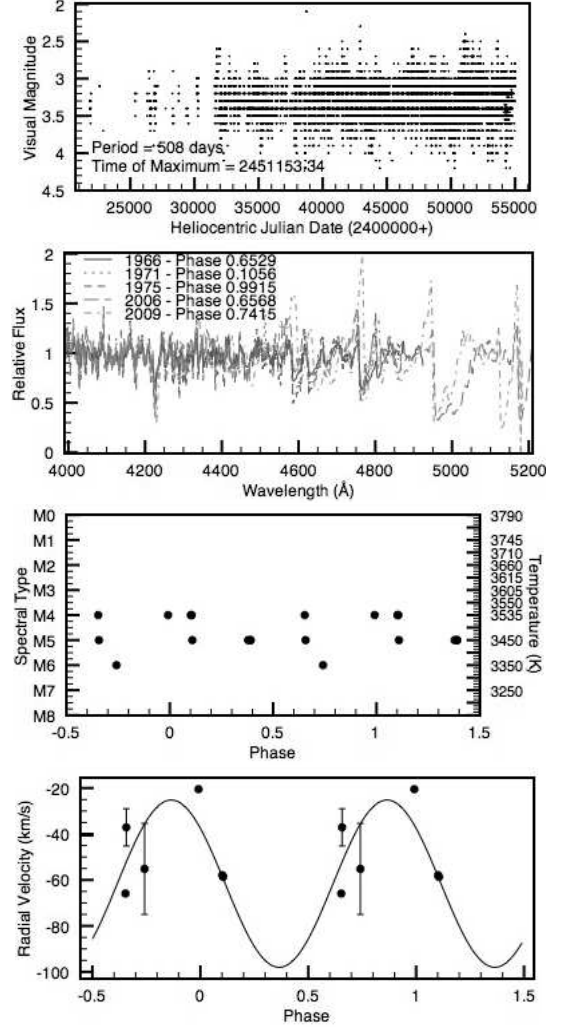 2
2.5
3
3.5
4
4.5
Visual Magnitude
Period = 508 days
Time of Maximum = 2451153.34
25000 30000 35000 40000 45000 50000 55000
Heliocentric Julian Date (2400000+)
2
1.5
1
0.5
0
Relative Flux
1966 - Phase 0.6529
1971 - Phase 0.1056
1975 - Phase 0.9915
2006 - Phase 0.6568
2009 - Phase 0.7415
4000 4200 4400 4600 4800 5000 5200
Wavelength (Å)
M0 3790
M1 3745
3710
M2 3660
3615
M3 3605
3550
M4 3535
M5 3450
M6 3350
M7 3250
M8
Spectral Type
Temperature (K)
-0.5 0 0.5 1 1.5
Phase
-20
-40
-60
-80
-100
Radial Velocity (km/s)
-0.5 0 0.5 1 1.5
Phase